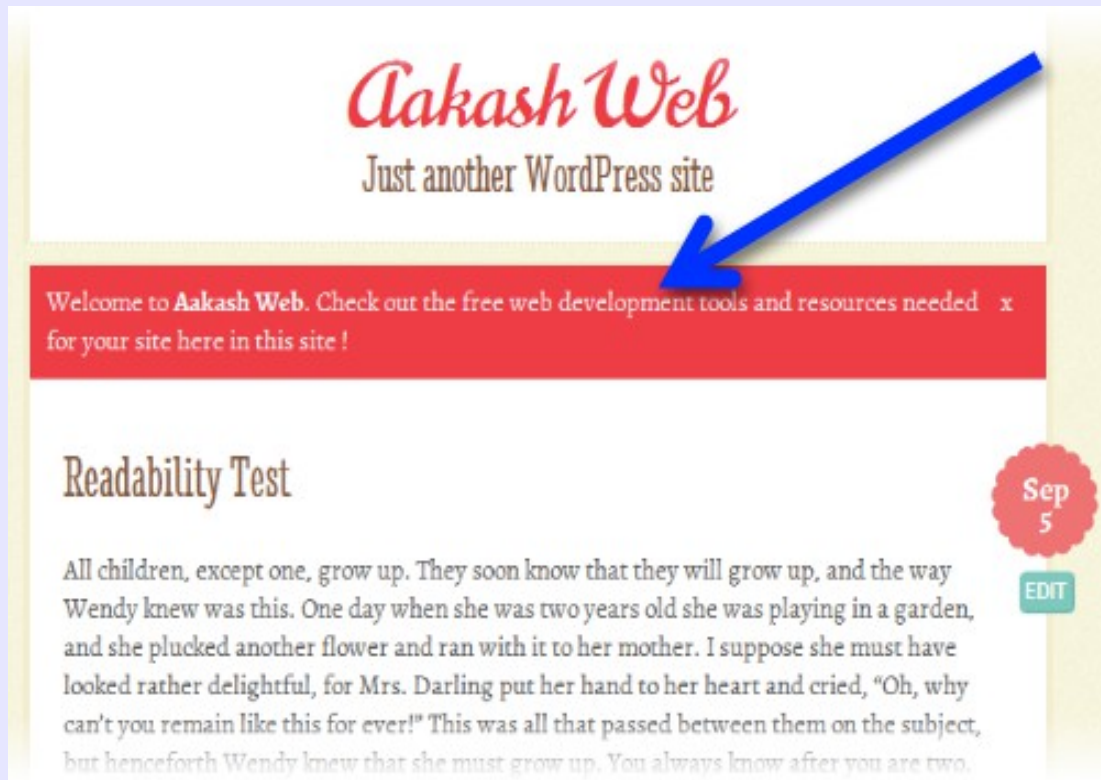 Aakash Web
Just another WordPress site
Welcome to Aakash Web. Check out the free web development tools and resources needed x
for your site here in this site !
Readability Test
Sep
5
EDIT
All children, except one, grow up. They soon know that they will grow up, and the way
Wendy knew was this. One day when she was two years old she was playing in a garden,
and she plucked another flower and ran with it to her mother. I suppose she must have
looked rather delightful, for Mrs. Darling put her hand to her heart and cried, “Oh, why
can’t you remain like this for ever!” This was all that passed between them on the subject,
but henceforth Wendy knew that she must grow up. You always know after you are two.